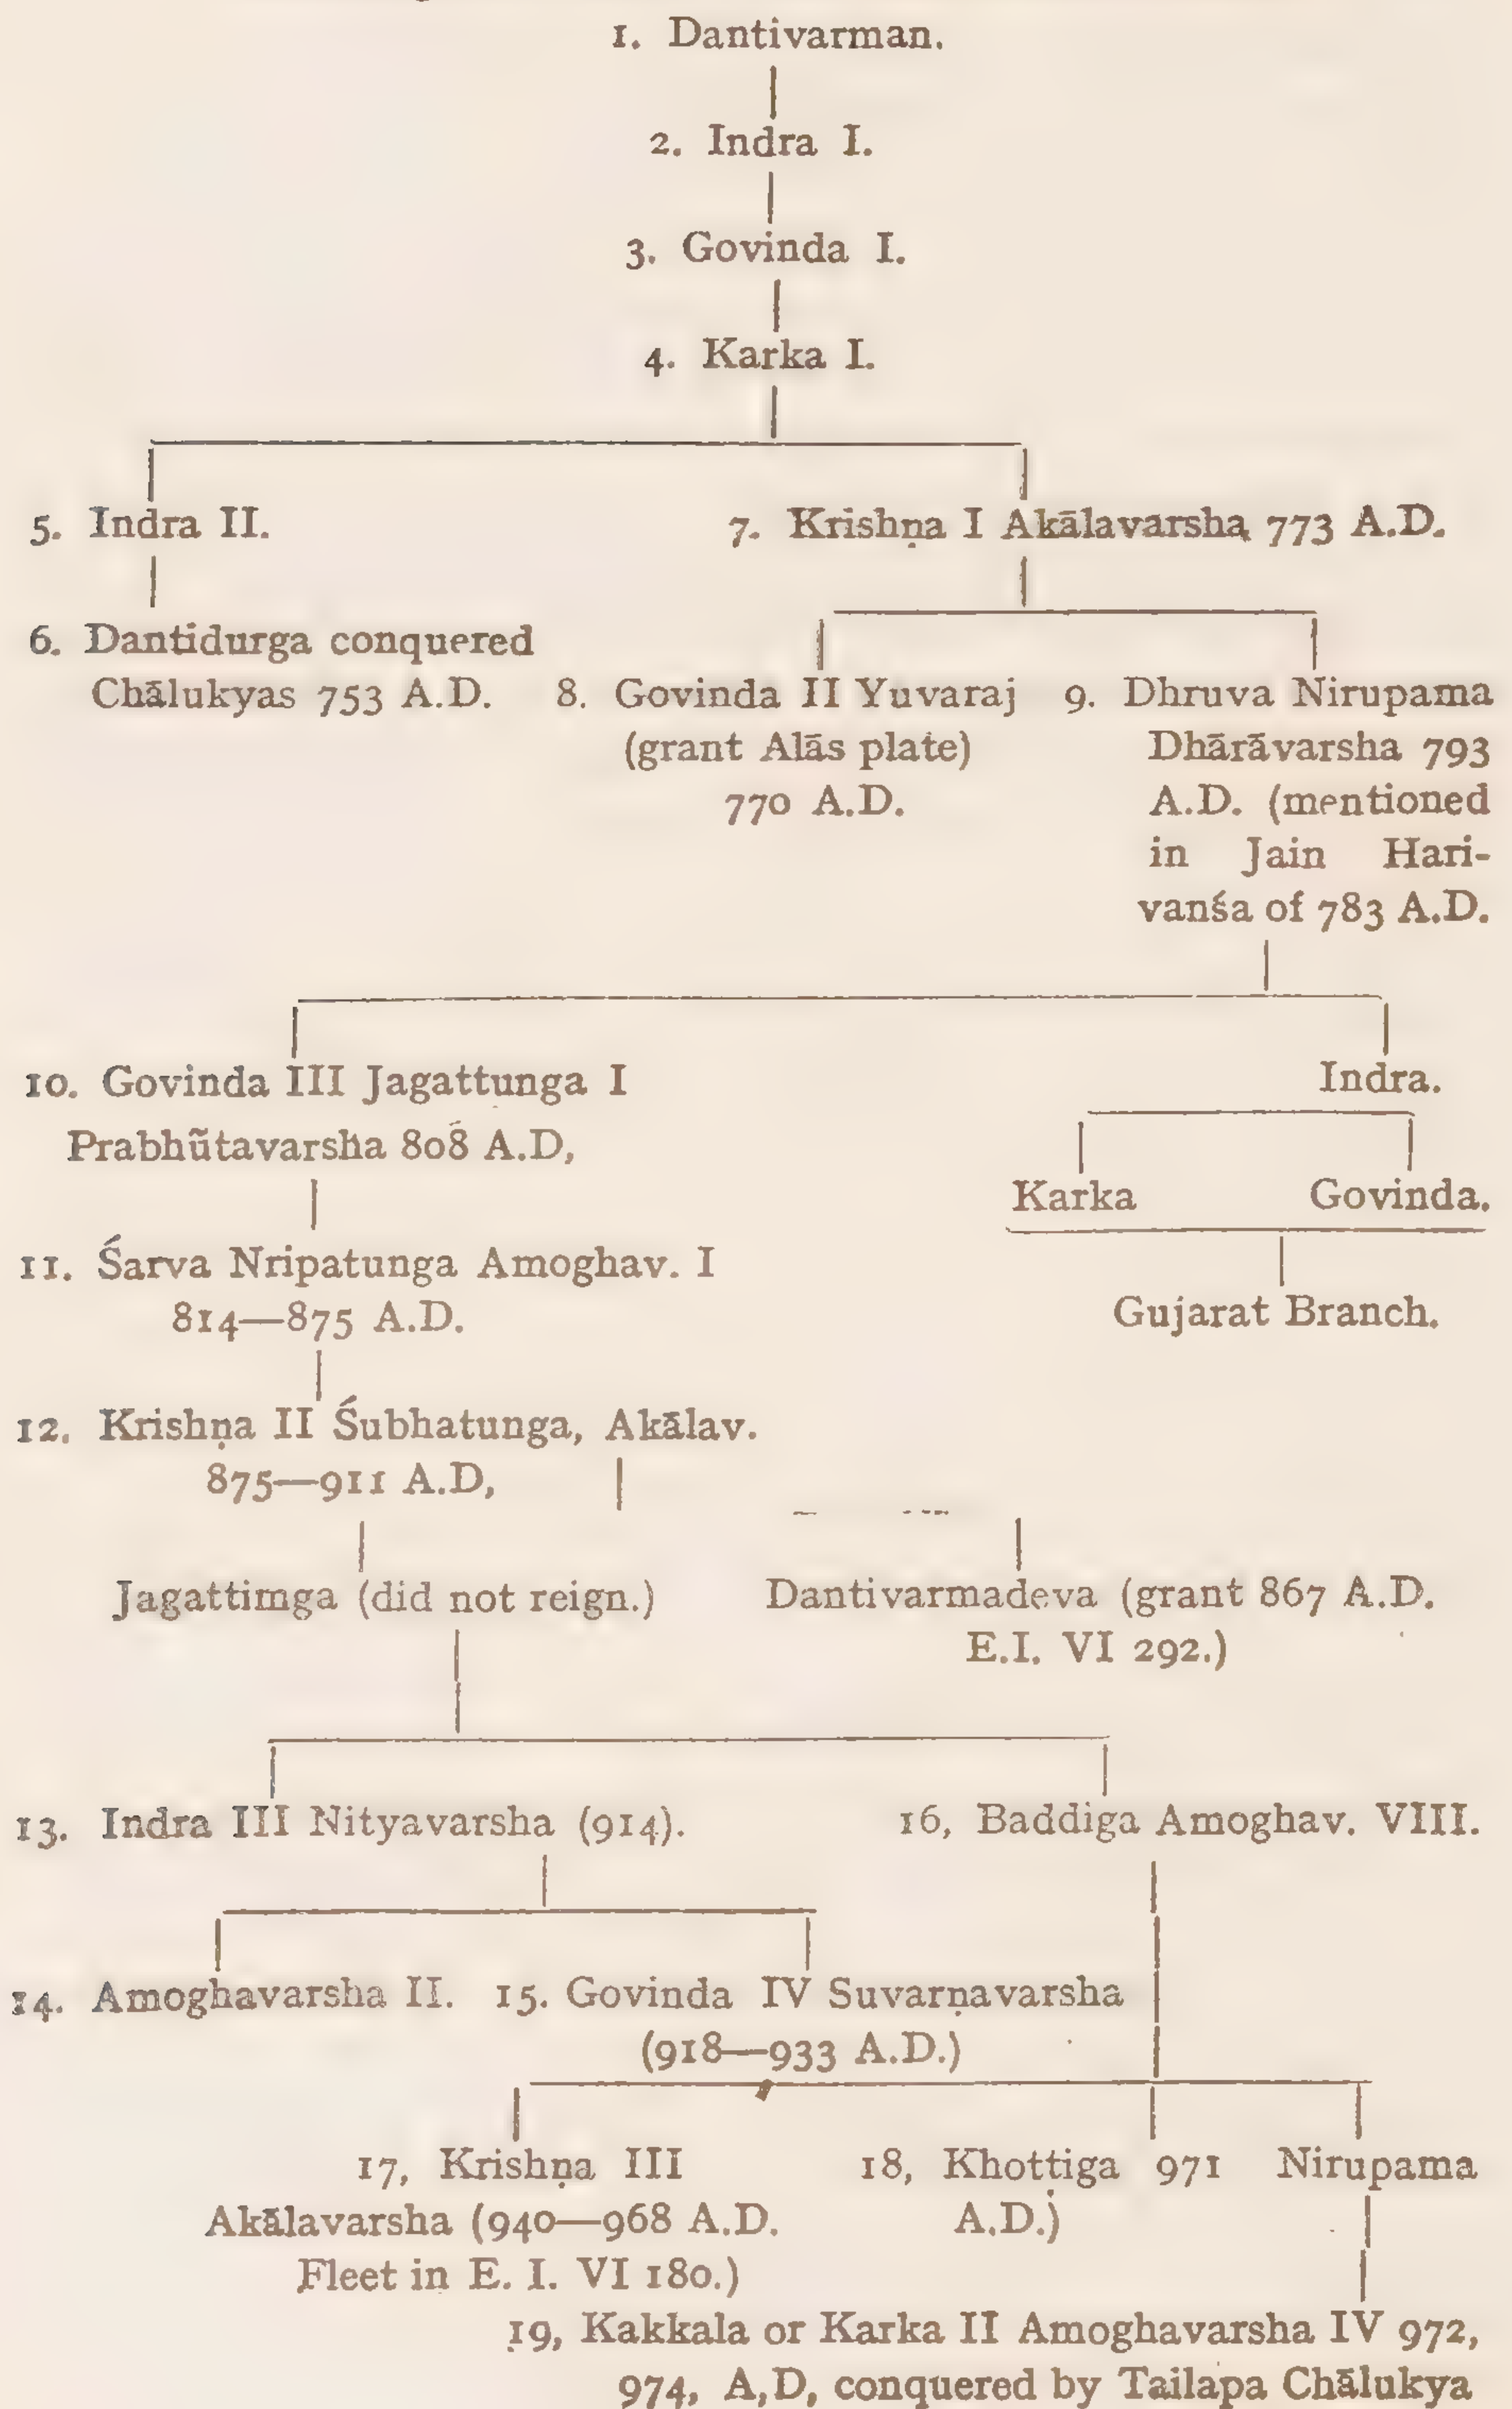 1. Dantivarman.
2. Indra I.
3. Govinda I.
4. Karka I.
5. Indra II.
7. Krishṇa I Akālavarsha 773 A.D.
6. Dantidurga conquered
Chālukyas 753 A.D.
8. Govinda II Yuvaraj
(grant Alās plate)
770 A.D.
9. Dhruva Nirupama
Dhārāvarsha 793
A.D. (mentioned
in Jain Hari-
vanśa of 783 A.D.
10. Govinda III Jagattunga I
Prabhũtavarsha 808 A.D,
Indra.
Karka
Govinda.
11. Śarva Nripatunga Amoghav. I
814—875 A.D.
Gujarat Branch.
12. Krishṇa II Śubhatunga, Akālav.
875—911 A.D,
Jagattimga (did not reign.)
Dantivarmadeva (grant 867 A.D.
E.I. VI 292.)
13. Indra III Nityavarsha (914).
16, Baddiga Amoghav. VIII.
14. Amoghavarsha II.
15. Govinda IV Suvarṇavarsha
(918—933 A.D.)
17, Krishṇa III
Akālavarsha (940—968 A.D.
Fleet in E. I. VI 180.)
18, Khottiga 971
A.D.)
Nirupama
19, Kakkala or Karka II Amoghavarsha IV 972,
974, A,D, conquered by Tailapa Chālukya